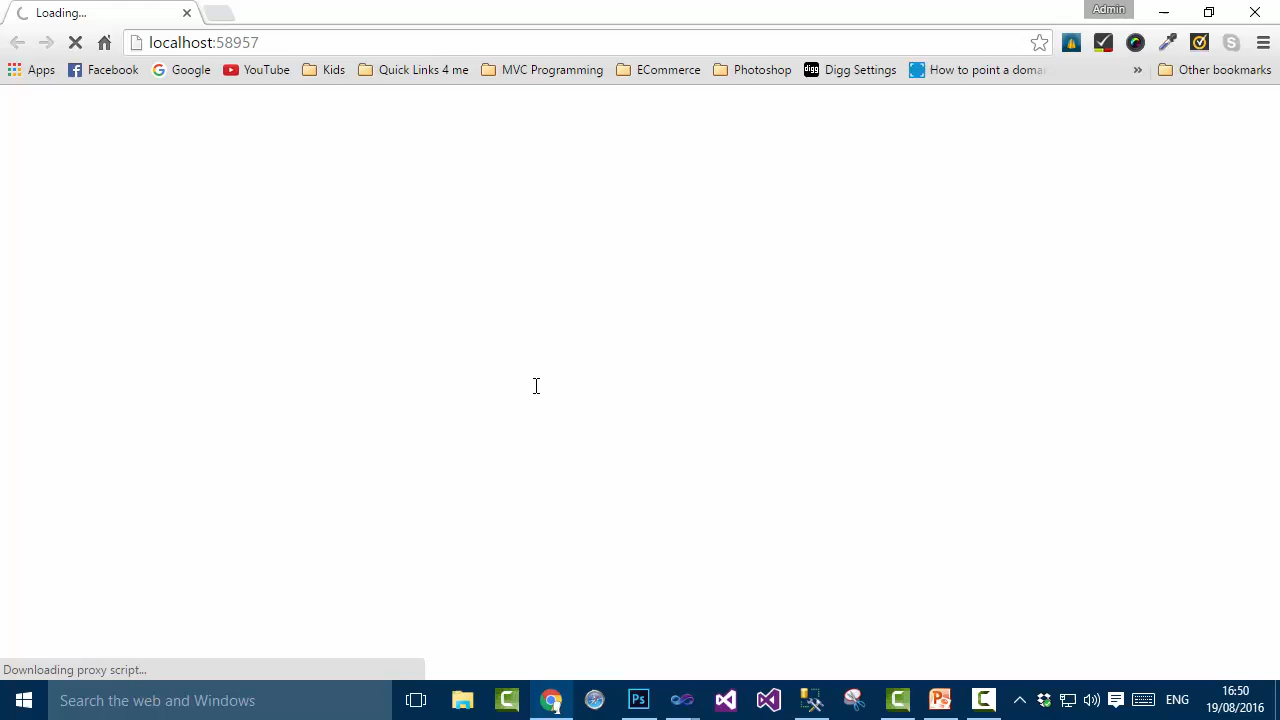 Loading...
Admin
localhost:58957
Apps
Facebook
Google
YouTube
Kids
Quick Links 4 me
MVC Programming
ECommerce
Photoshop
digg
Digg Settings
How to point a doma
»
Other bookmarks
Downloading proxy script...
Search the web and Windows
Ps
ENG
16:50
19/08/2016